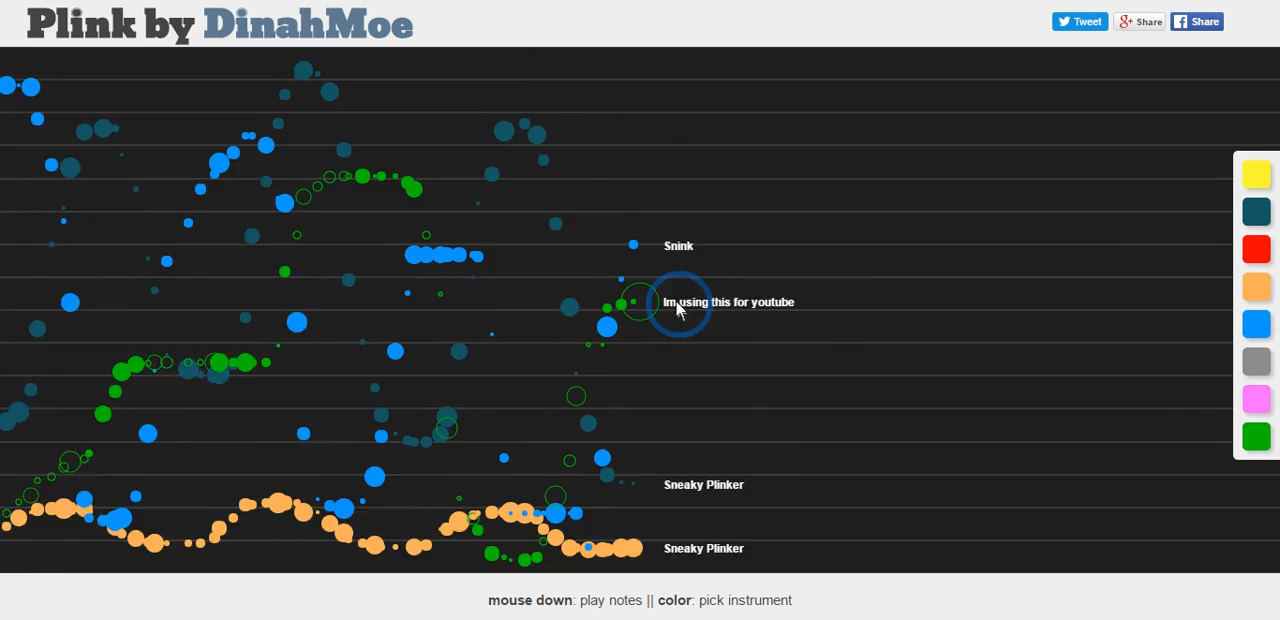 Plink by DinahMoe
Tweet
Share
Share
Snink
Im using this for youtube
Sneaky Plinker
Sneaky Plinker
mouse down: play notes || color: pick instrument